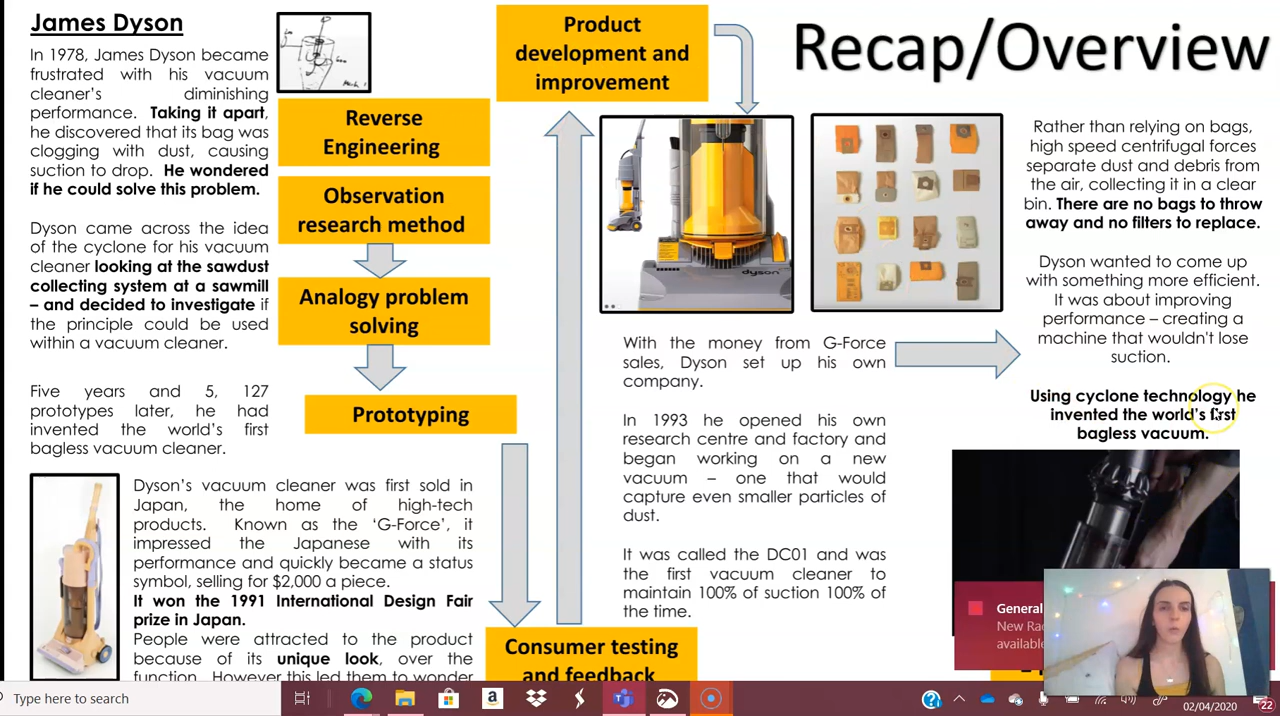 James Dyson
In 1978, James Dyson became
frustrated with his vacuum
cleaner's diminishing
performance. Taking it apart,
he discovered that its bag was
clogging with dust, causing
suction to drop. He wondered
if he could solve this problem.
Dyson came across the idea
of the cyclone for his vacuum
cleaner looking at the sawdust
collecting system at a sawmill
– and decided to investigate if
the principle could be used
within a vacuum cleaner.
Five years and 5, 127
prototypes later, he had
invented the world's first
bagless vacuum cleaner.
Dyson's vacuum cleaner was first sold in
Japan, the home of high-tech
products. Known as the 'G-Force', it
impressed the Japanese with its
performance and quickly became a status
symbol, selling for $2,000 a piece.
It won the 1991 International Design Fair
prize in Japan.
People were attracted to the product
because of its unique look, over the
function. However this led them to wonder
Reverse
Engineering
Observation
research method
Analogy problem
solving
Prototyping
Consumer testing
and feedback
Product
development and
improvement
dyson
With the money from G-Force
sales, Dyson set up his own
company.
In 1993 he opened his own
research centre and factory and
began working on a new
vacuum – one that would
capture even smaller particles of
dust.
It was called the DC01 and was
the first vacuum cleaner to
maintain 100% of suction 100% of
the time.
Recap/Overview
Rather than relying on bags,
high speed centrifugal forces
separate dust and debris from
the air, collecting it in a clear
bin. There are no bags to throw
away and no filters to replace.
Dyson wanted to come up
with something more efficient.
It was about improving
performance – creating a
machine that wouldn't lose
suction.
Using cyclone technology he
invented the world's first
bagless vacuum.
General
New
availabl
Type here to search
02/04/2020
22